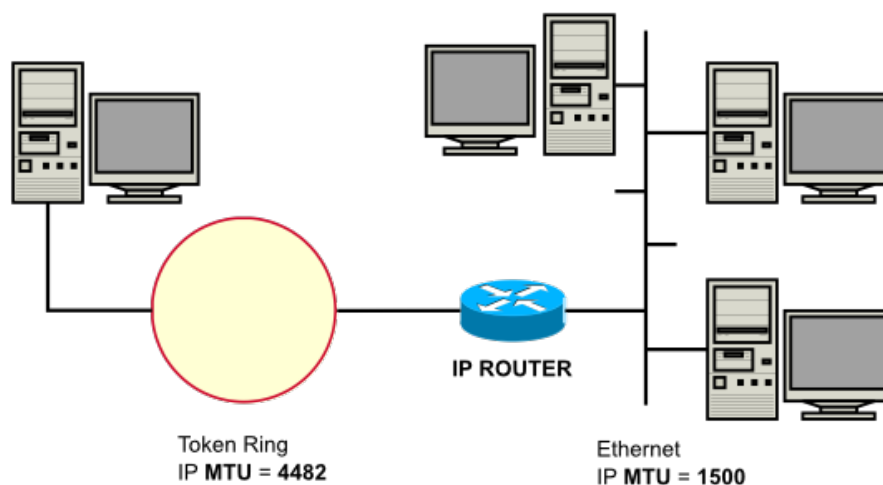 IP ROUTER
Token Ring
IP MTU = 4482
Ethernet
IP MTU = 1500